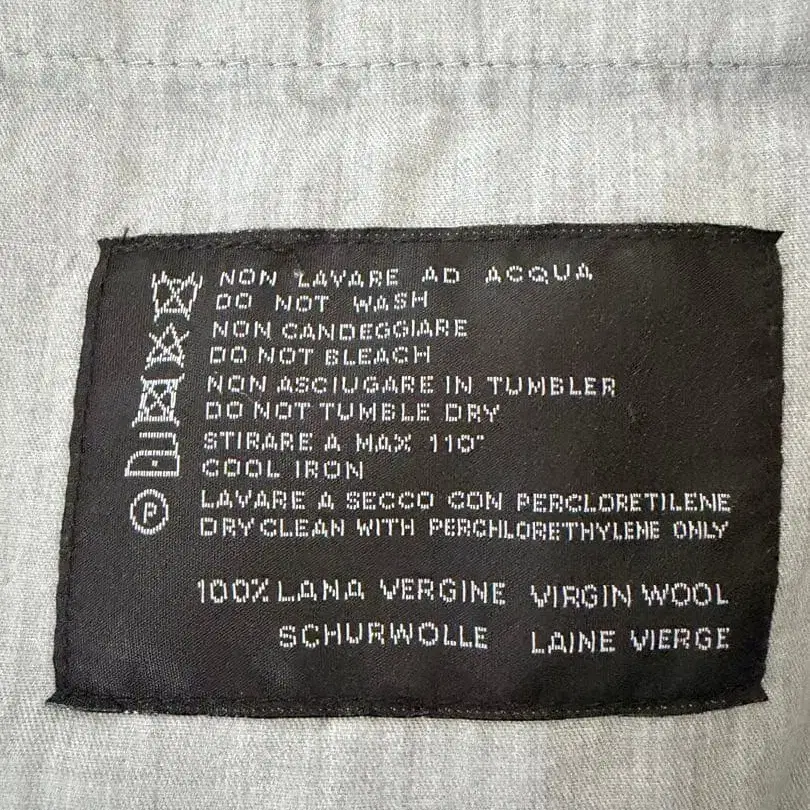 NON LAVARE AD ACQUA
DO NOT WASH
NON CANDEGGIARE
DO NOT BLEACH
NON ASCIUGARE IN TUMBLER
DO NOT TUMBLE DRY
STIRARE A MAX 110°
COOL IRON
P
LAVARE A SECCO CON PERCLORETILENE
DRY CLEAN WITH PERCHLORETHYLENE ONLY
100% LANA VERGINE VIRGIN WOOL
SCHURWOLLE LAINE VIERGE